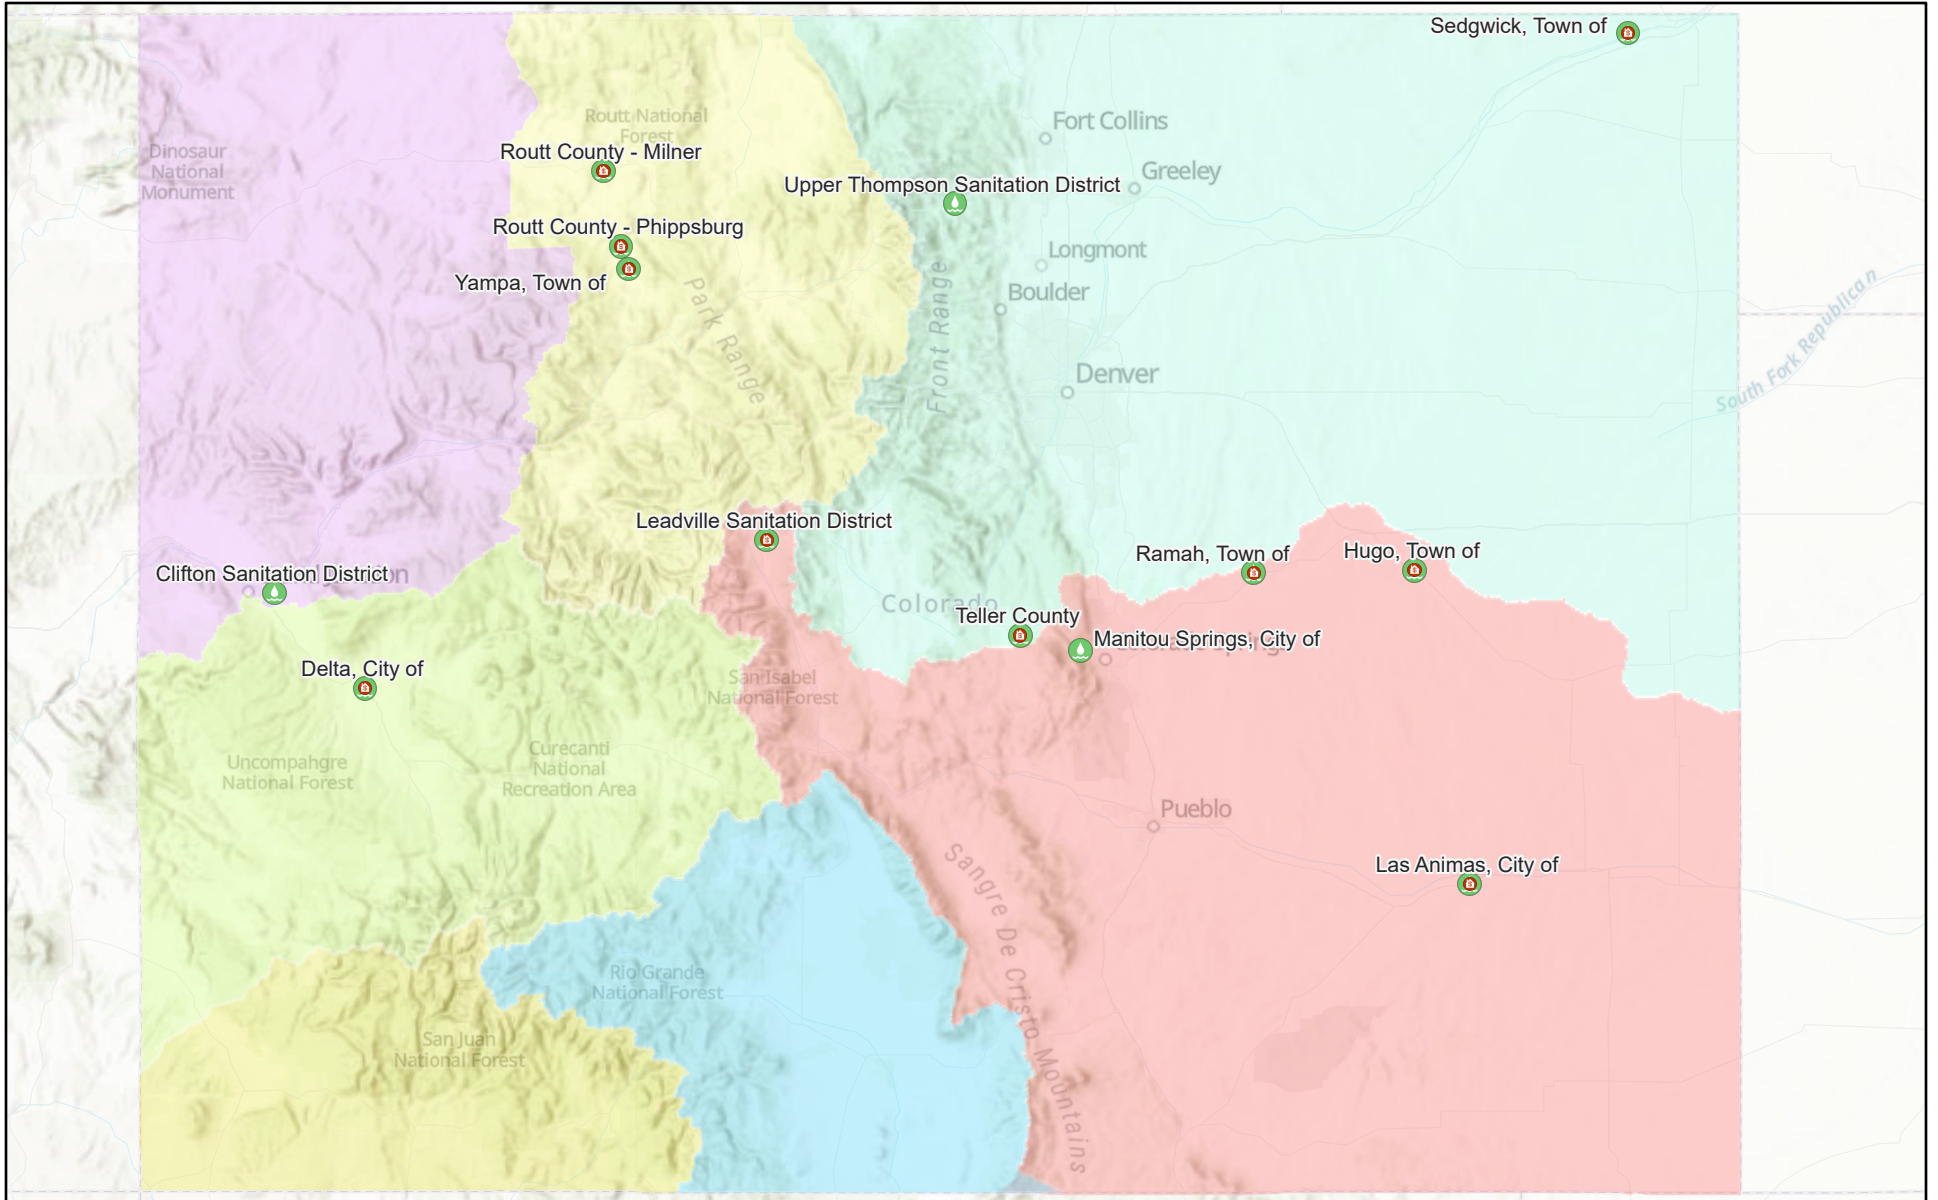 Sedgwick, Town of
Routt National
Forest
Fort Collins
Dinosaur
National
Monument
Routt County - Milner
Greeley
Upper Thompson Sanitation District
Routt County - Phippsburg
Yampa, Town of
Longmont
Boulder
Front Range
Park Range
South Fork Republican
Denver
Leadville Sanitation District
Ramah, Town of
Hugo, Town of
Clifton Sanitation District
Colorado
Teller County
Manitou Springs, City of
Delta, City of
San Isabel
National Forest
Uncompahgre
National Forest
Curecanti
National
Recreation Area
Pueblo
Sangre De Cristo Mountains
Las Animas, City of
Rio Grande
National Forest
San Juan
National Forest